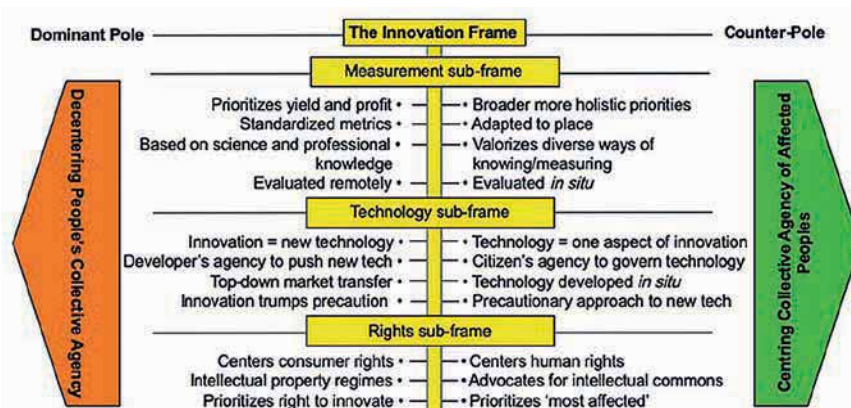 Dominant Pole
The Innovation Frame
Counter-Pole
Decentering People's Collective Agency
Measurement sub-frame
Prioritizes yield and profit •
• Broader more holistic priorities
Standardized metrics •
• Adapted to place
Based on science and professional •
knowledge
• Valorizes diverse ways of
knowing/measuring
Evaluated remotely •
• Evaluated in situ
Technology sub-frame
Innovation = new technology •
• Technology = one aspect of innovation
Developer's agency to push new tech •
• Citizen's agency to govern technology
Top-down market transfer •
• Technology developed in situ
Innovation trumps precaution •
• Precautionary approach to new tech
Rights sub-frame
Centers consumer rights •
• Centers human rights
Intellectual property regimes •
• Advocates for intellectual commons
Prioritizes right to innovate •
• Prioritizes 'most affected'
Centring Collective Agency of Affected
Peoples